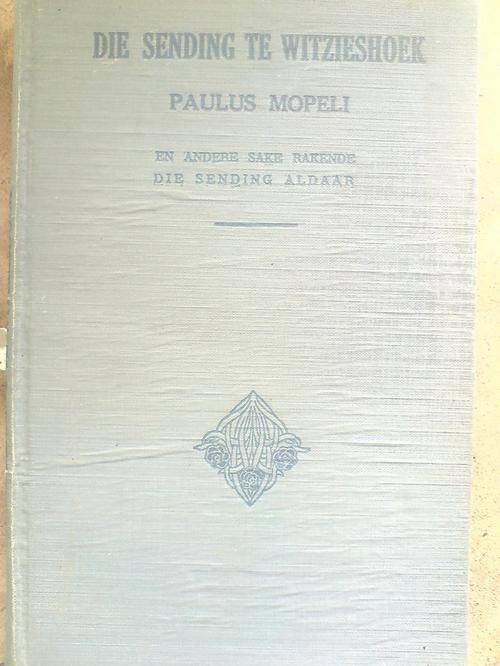 DIE SENDING TE WITZIESHOEK
PAULUS MOPELI
EN ANDERE SAKE RAKENDE
DIE SENDING ALDAAR